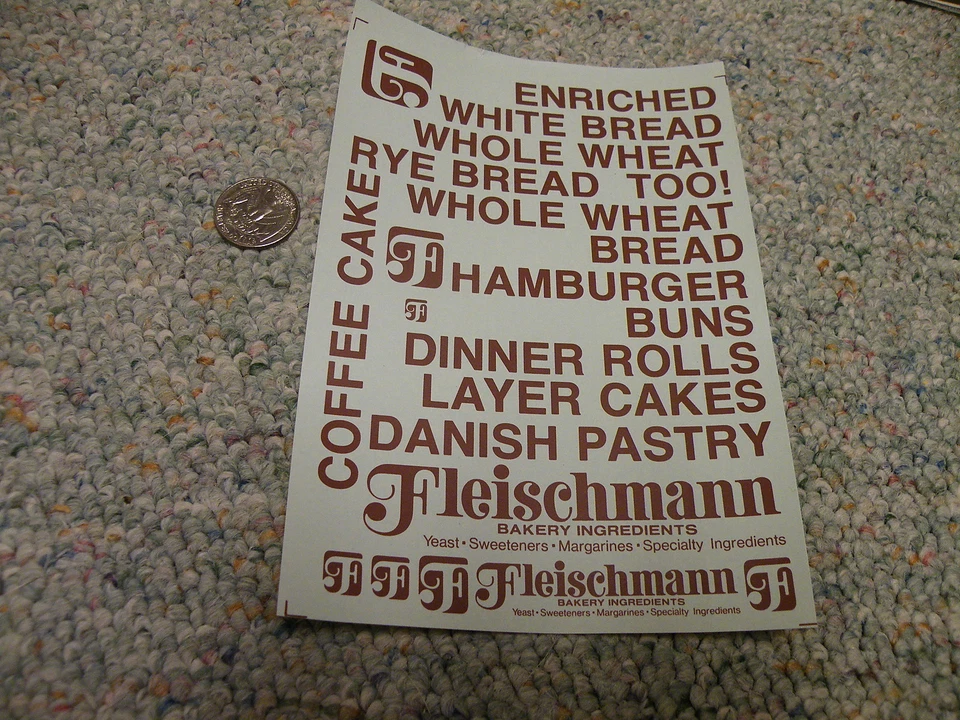 F
ENRICHED
WHITE BREAD
WHOLE WHEAT
RYE BREAD TOO!
WHOLE WHEAT
BREAD
COFFEE CAKE
F
HAMBURGER
F
BUNS
DINNER ROLLS
LAYER CAKES
DANISH PASTRY
Fleischmann
BAKERY INGREDIENTS
Yeast • Sweeteners • Margarines • Specialty Ingredients
F F F Fleischmann F
BAKERY INGREDIENTS
Yeast • Sweeteners • Margarines • Specialty Ingredients